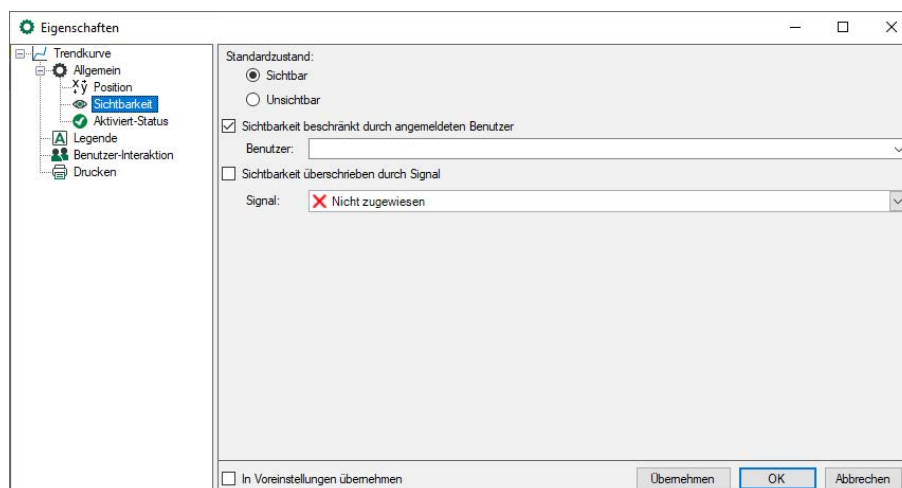 Eigenschaften
Trendkurve
Allgemein
Position
Sichtbarkeit
Aktiviert-Status
Legende
Benutzer-Interaktion
Drucken
Standardzustand:
Sichtbar
Unsichtbar
Sichtbarkeit beschränkt durch angemeldeten Benutzer
Benutzer:
Sichtbarkeit überschrieben durch Signal
Signal: Nicht zugewiesen
In Voreinstellungen übernehmen
Übernehmen OK Abbrechen